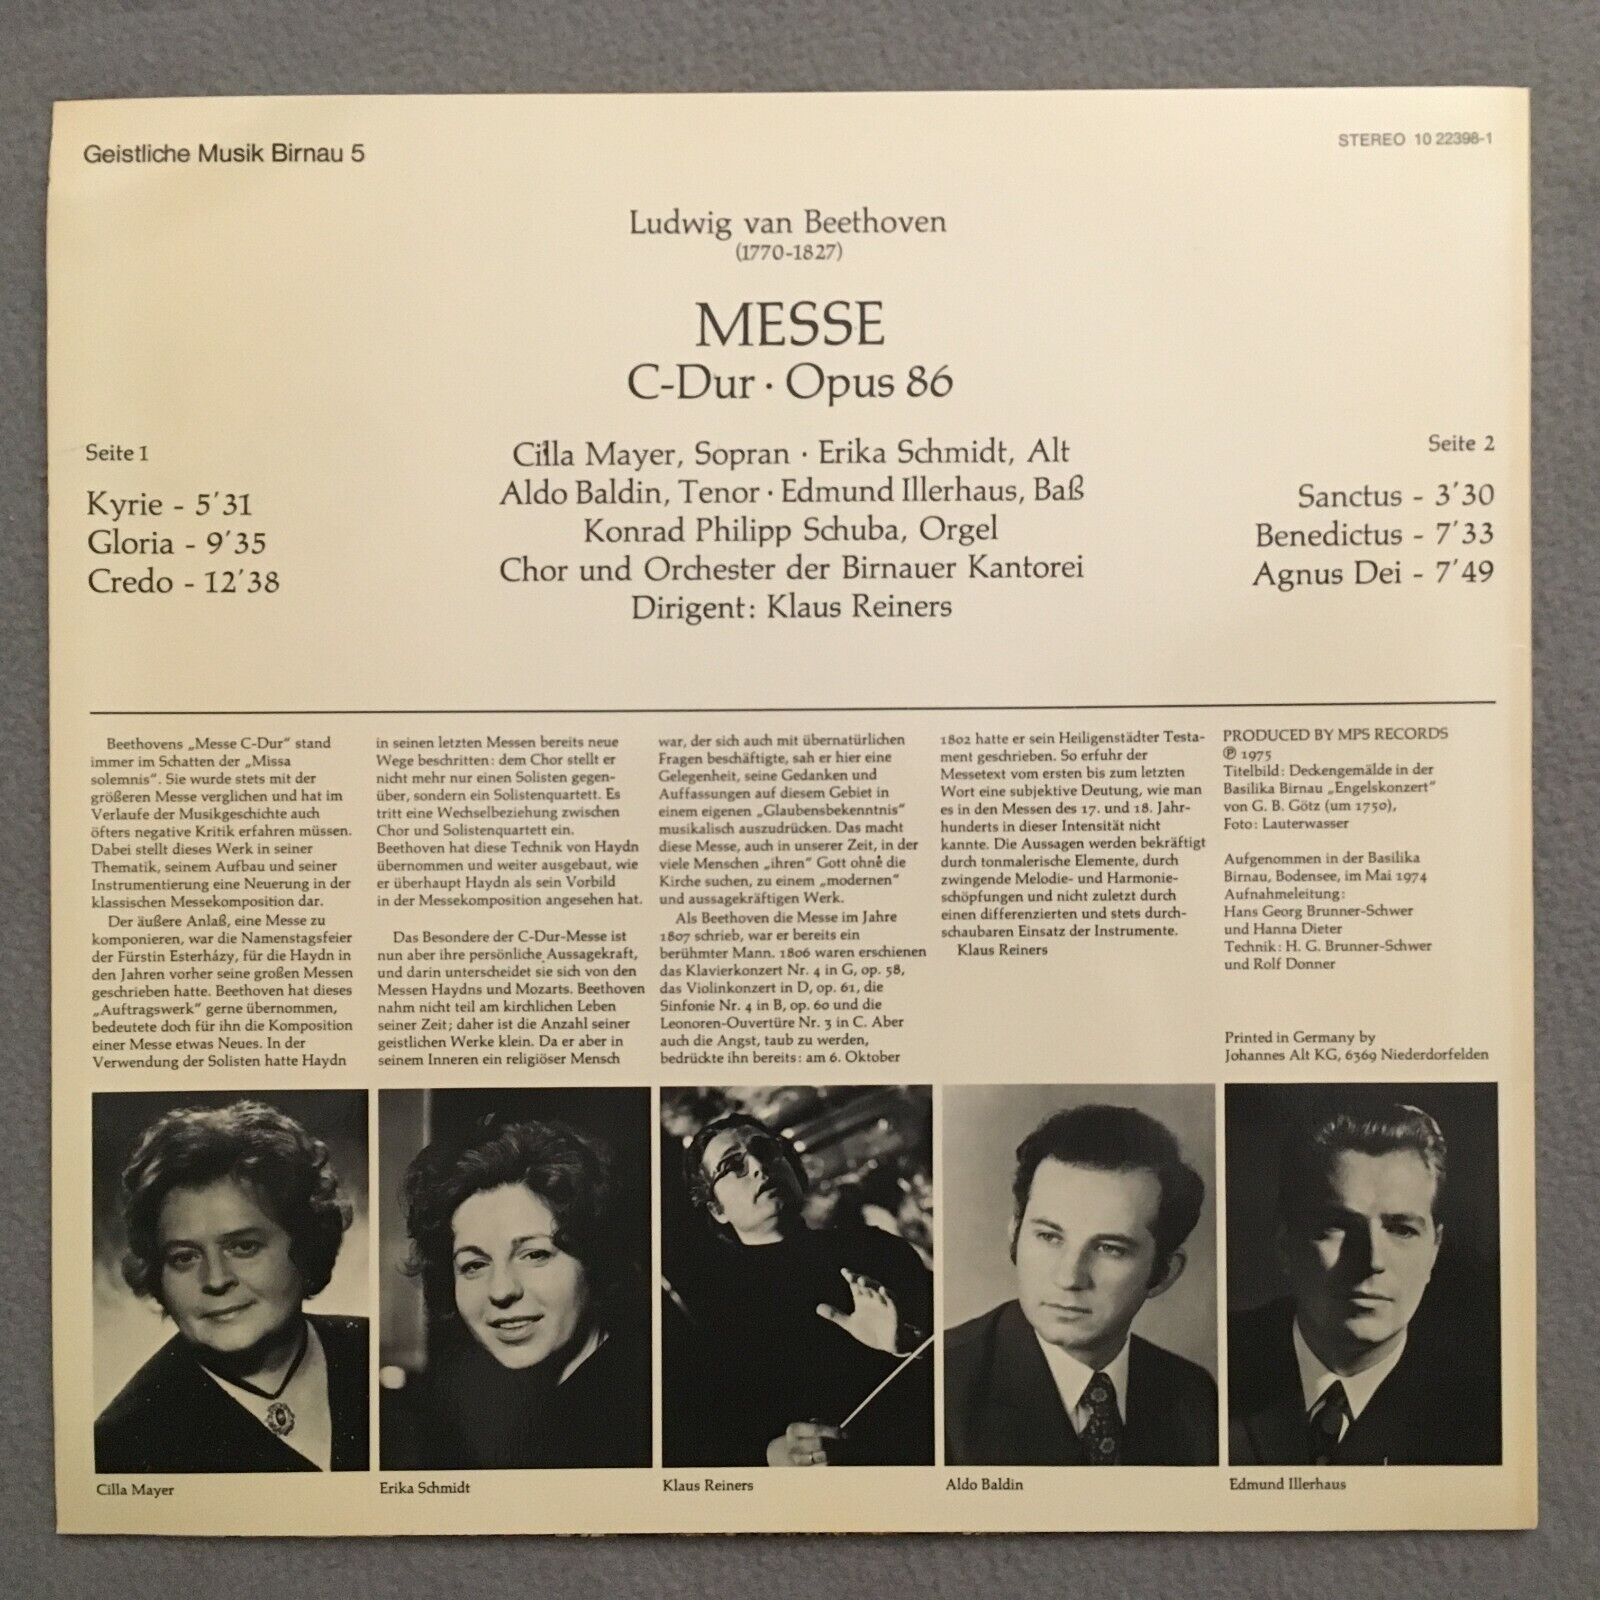 Geistliche Musik Birnau 5
STEREO 10 22398-1
Ludwig van Beethoven
(1770-1827)
MESSE
C-Dur · Opus 86
Seite 1
Kyrie - 5'31
Gloria - 9'35
Credo - 12'38
Cilla Mayer, Sopran · Erika Schmidt, Alt
Aldo Baldin, Tenor · Edmund Illerhaus, Baß
Konrad Philipp Schuba, Orgel
Chor und Orchester der Birnauer Kantorei
Dirigent: Klaus Reiners
Seite 2
Sanctus - 3'30
Benedictus - 7'33
Agnus Dei - 7'49
Beethovens „Messe C-Dur“ stand
immer im Schatten der „Missa
solemnis“. Sie wurde stets mit der
größeren Messe verglichen und hat im
Verlaufe der Musikgeschichte auch
öfters negative Kritik erfahren müssen.
Dabei stellt dieses Werk in seiner
Thematik, seinem Aufbau und seiner
Instrumentierung eine Neuerung in der
klassischen Messekomposition dar.
Der äußere Anlaß, eine Messe zu
komponieren, war die Namenstagsfeier
der Fürstin Esterházy, für die Haydn in
den Jahren vorher seine großen Messen
geschrieben hatte. Beethoven hat dieses
„Auftragswerk“ gerne übernommen,
bedeutete doch für ihn die Komposition
einer Messe etwas Neues. In der
Verwendung der Solisten hatte Haydn
in seinen letzten Messen bereits neue
Wege beschritten: dem Chor stellt er
nicht mehr nur einen Solisten gegen-
über, sondern ein Solistenquartett. Es
tritt eine Wechselbeziehung zwischen
Chor und Solistenquartett ein.
Beethoven hat diese Technik von Haydn
übernommen und weiter ausgebaut, wie
er überhaupt Haydn als sein Vorbild
in der Messekomposition angesehen hat.
Das Besondere der C-Dur-Messe ist
nun aber ihre persönliche Aussagekraft,
und darin unterscheidet sie sich von den
Messen Haydns und Mozarts. Beethoven
nahm nicht teil am kirchlichen Leben
seiner Zeit; daher ist die Anzahl seiner
geistlichen Werke klein. Da er aber in
seinem Inneren ein religiöser Mensch
war, der sich auch mit übernatürlichen
Fragen beschäftigte, sah er hier eine
Gelegenheit, seine Gedanken und
Auffassungen auf diesem Gebiet in
einem eigenen „Glaubensbekenntnis“
musikalisch auszudrücken. Das macht
diese Messe, auch in unserer Zeit, in der
viele Menschen „ihren“ Gott ohne die
Kirche suchen, zu einem „modernen“
und aussagekräftigen Werk.
Als Beethoven die Messe im Jahre
1807 schrieb, war er bereits ein
berühmter Mann. 1806 waren erschienen
das Klavierkonzert Nr. 4 in G, op. 58,
das Violinkonzert in D, op. 61, die
Sinfonie Nr. 4 in B, op. 60 und die
Leonoren-Ouvertüre Nr. 3 in C. Aber
auch die Angst, taub zu werden,
bedrückte ihn bereits: am 6. Oktober
1802 hatte er sein Heiligenstädter Testa-
ment geschrieben. So erfuhr der
Messetext vom ersten bis zum letzten
Wort eine subjektive Deutung, wie man
es in den Messen des 17. und 18. Jahr-
hunderts in dieser Intensität nicht
kannte. Die Aussagen werden bekräftigt
durch tonmalerische Elemente, durch
zwingende Melodie- und Harmonie-
schöpfungen und nicht zuletzt durch
einen differenzierten und stets durch-
schaubaren Einsatz der Instrumente.
Klaus Reiners
PRODUCED BY MPS RECORDS
℗ 1975
Titelbild: Deckengemälde in der
Basilika Birnau „Engelskonzert“
von G. B. Götz (um 1750),
Foto: Lauterwasser
Aufgenommen in der Basilika
Birnau, Bodensee, im Mai 1974
Aufnahmeleitung:
Hans Georg Brunner-Schwer
und Hanna Dieter
Technik: H. G. Brunner-Schwer
und Rolf Donner
Printed in Germany by
Johannes Alt KG, 6369 Niederdorfelden
Cilla Mayer
Erika Schmidt
Klaus Reiners
Aldo Baldin
Edmund Illerhaus